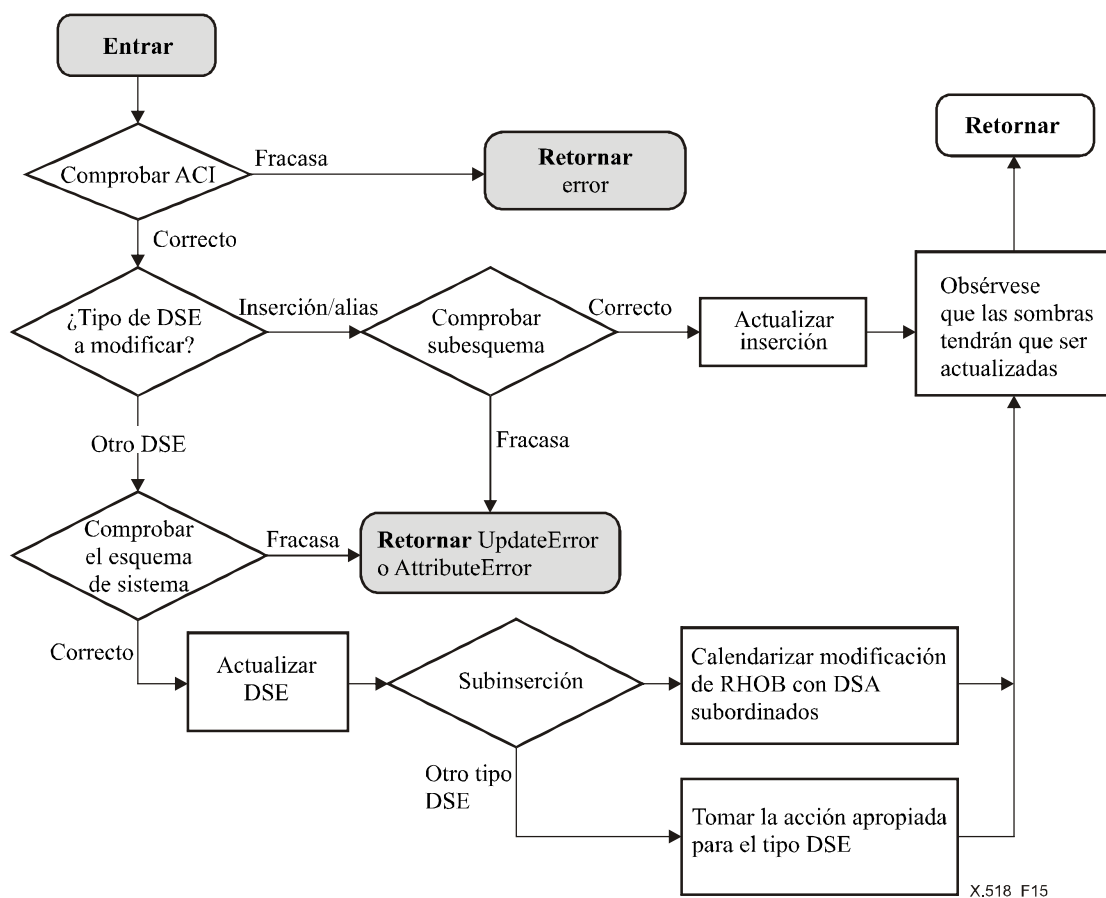 Entrar
Retornar
Comprobar ACI
Fracasa
Retornar
error
Correcto
¿Tipo de DSE
a modificar?
Inserción/alias
Comprobar
subesquema
Correcto
Actualizar
inserción
Obsérvese
que las sombras
tendrán que ser
actualizadas
Otro DSE
Fracasa
Comprobar
el esquema
de sistema
Fracasa
Retornar UpdateError
o AttributeError
Correcto
Actualizar
DSE
Subinserción
Calendarizar modificación
de RHOB con DSA
subordinados
Otro tipo
DSE
Tomar la acción apropiada
para el tipo DSE
X.518_F15